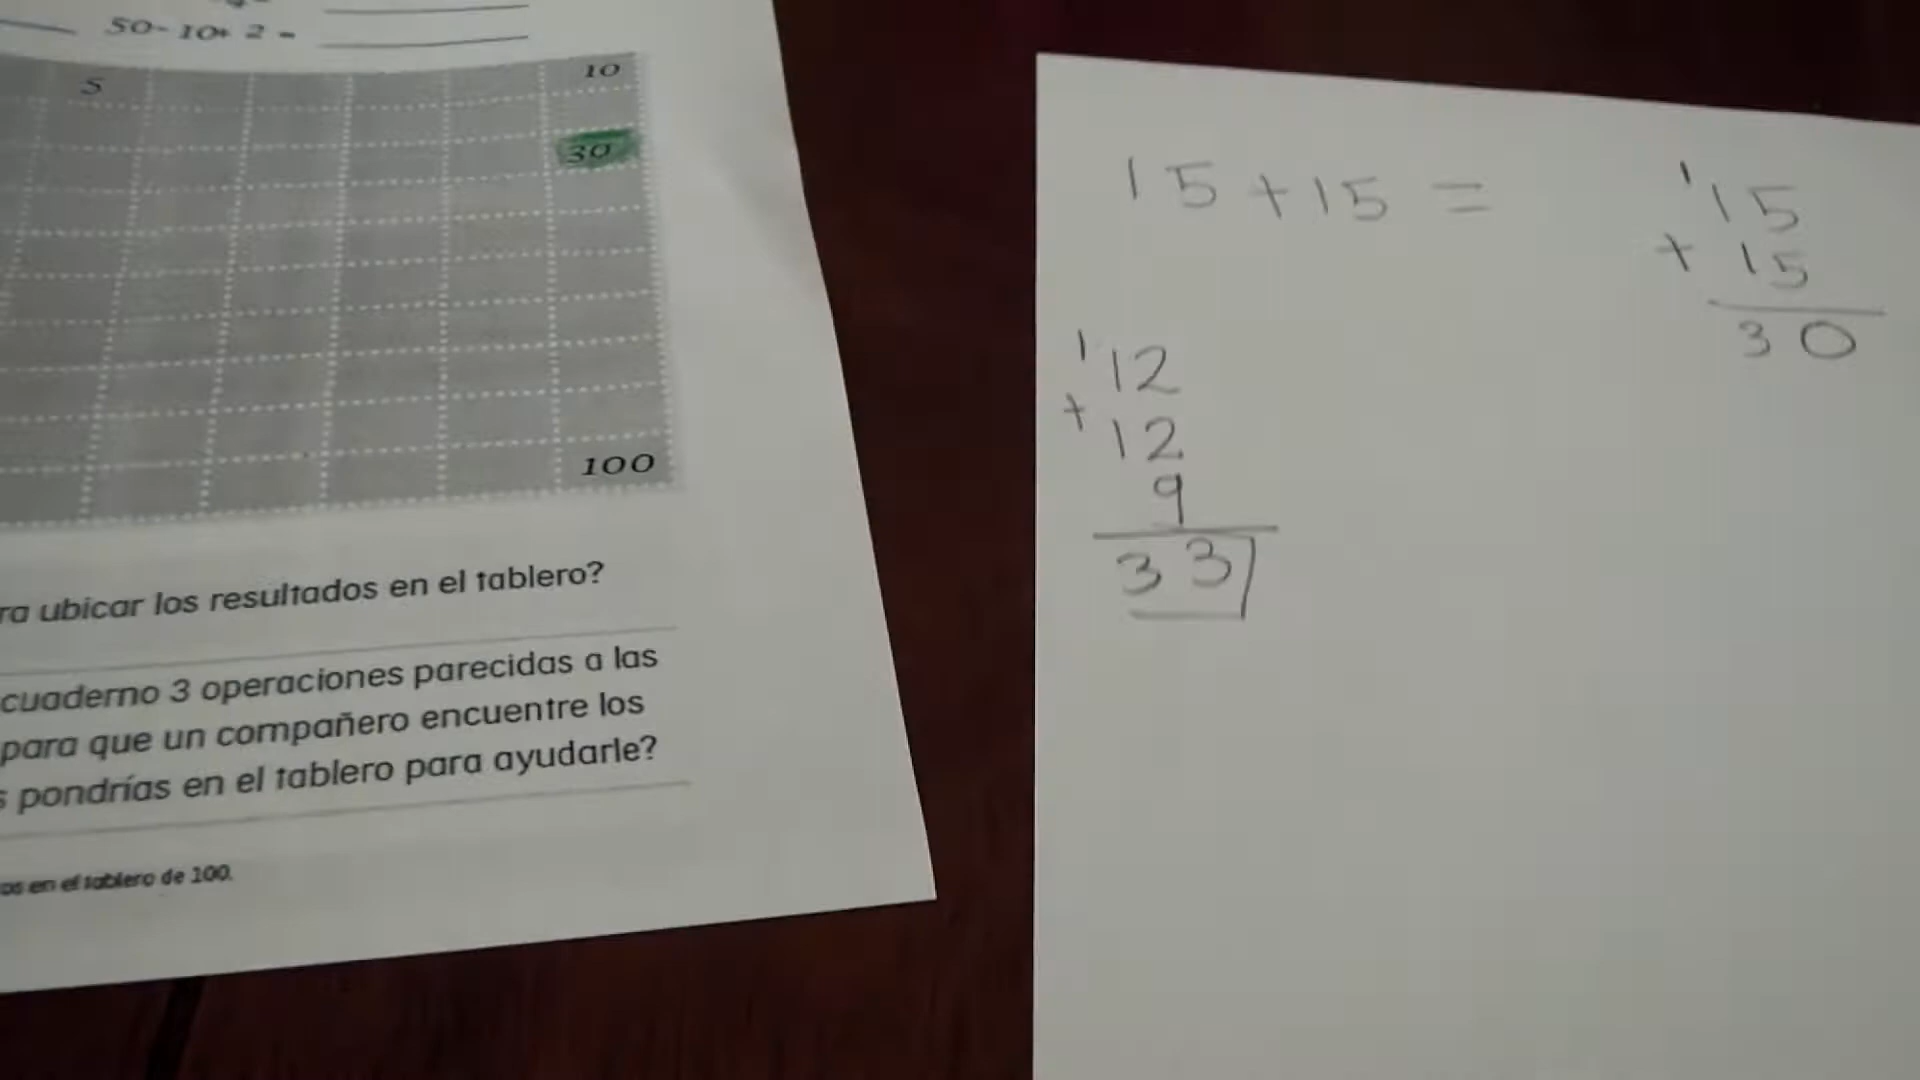 50-10+ 2 =
5 10
30
100
ra ubicar los resultados en el tablero?
cuaderno 3 operaciones parecidas a las
para que un compañero encuentre los
s pondrías en el tablero para ayudarle?
os en el tablero de 100.
15+15 =
1
15
+ 15
30
1
12
+
12
9
33